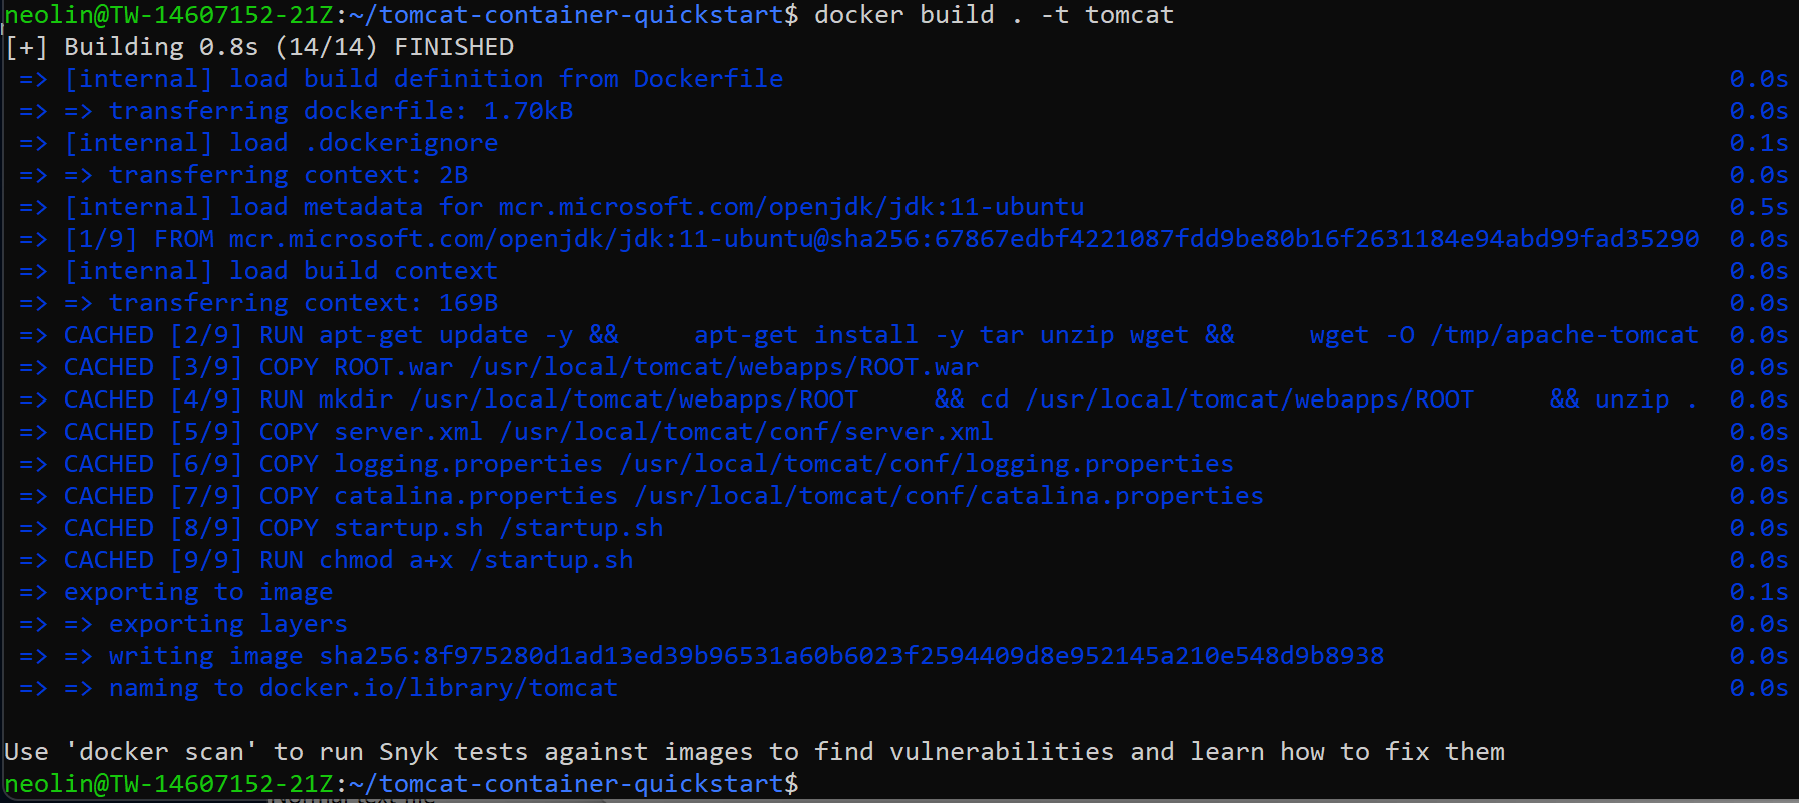 neolin@TW-14607152-21Z:~/tomcat-container-quickstart$ docker build . -t tomcat
[+] Building 0.8s (14/14) FINISHED
=> [internal] load build definition from Dockerfile 0.0s
=> => transferring dockerfile: 1.70kB 0.0s
=> [internal] load .dockerignore 0.1s
=> => transferring context: 2B 0.0s
=> [internal] load metadata for mcr.microsoft.com/openjdk/jdk:11-ubuntu 0.5s
=> [1/9] FROM mcr.microsoft.com/openjdk/jdk:11-ubuntu@sha256:67867edbf4221087fdd9be80b16f2631184e94abd99fad35290 0.0s
=> [internal] load build context 0.0s
=> => transferring context: 169B 0.0s
=> CACHED [2/9] RUN apt-get update -y && apt-get install -y tar unzip wget && wget -O /tmp/apache-tomcat 0.0s
=> CACHED [3/9] COPY ROOT.war /usr/local/tomcat/webapps/ROOT.war 0.0s
=> CACHED [4/9] RUN mkdir /usr/local/tomcat/webapps/ROOT && cd /usr/local/tomcat/webapps/ROOT && unzip . 0.0s
=> CACHED [5/9] COPY server.xml /usr/local/tomcat/conf/server.xml 0.0s
=> CACHED [6/9] COPY logging.properties /usr/local/tomcat/conf/logging.properties 0.0s
=> CACHED [7/9] COPY catalina.properties /usr/local/tomcat/conf/catalina.properties 0.0s
=> CACHED [8/9] COPY startup.sh /startup.sh 0.0s
=> CACHED [9/9] RUN chmod a+x /startup.sh 0.0s
=> exporting to image 0.1s
=> => exporting layers 0.0s
=> => writing image sha256:8f975280d1ad13ed39b96531a60b6023f2594409d8e952145a210e548d9b8938 0.0s
=> => naming to docker.io/library/tomcat 0.0s
Use 'docker scan' to run Snyk tests against images to find vulnerabilities and learn how to fix them
neolin@TW-14607152-21Z:~/tomcat-container-quickstart$